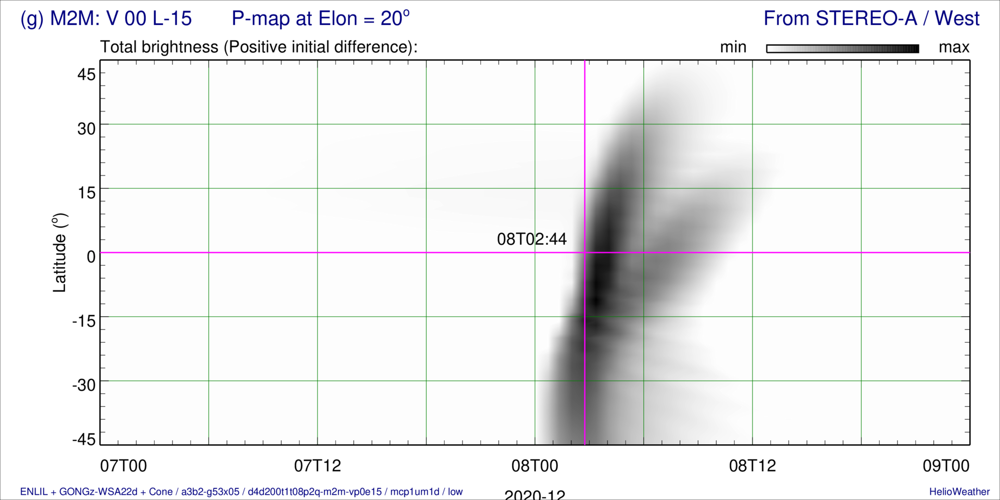 (g) M2M: V 00 L-15 P-map at Elon = 20º From STEREO-A / West
Total brightness (Positive initial difference): min max
45
30
15
0
-15
-30
-45
Latitude (º)
08T02:44
07T00 07T12 08T00 08T12 09T00
2020-12
ENLIL + GONGz-WSA22d + Cone / a3b2-g53x05 / d4d200t1t08p2q-m2m-vp0e15 / mcp1um1d / low HelioWeather